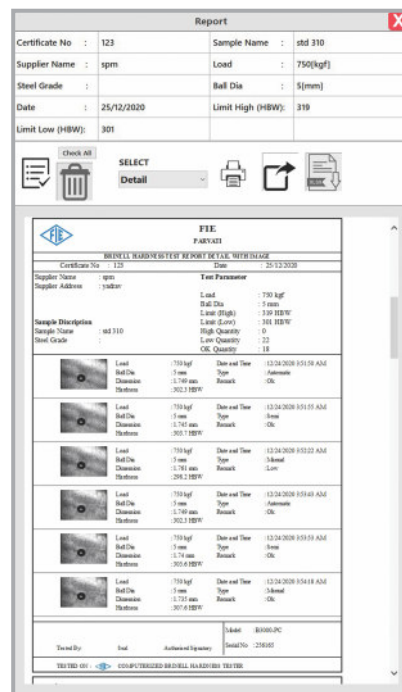 Report
X
Certificate No : 123 Sample Name : std 310
Supplier Name : spm Load : 750[kgf]
Steel Grade : Ball Dia : 5[mm]
Date : 25/12/2020 Limit High (HBW): 319
Limit Low (HBW): 301
Check All
SELECT
Detail
FIE
FIE
PARVATI
BRINELL HARDNESS TEST REPORT DETAIL WITH IMAGE
Certificate No : 123 Date : 25/12/2020
Supplier Name : spm Test Parameter
Supplier Address : yadrav
Load : 750 kgf
Ball Dia : 5 mm
Limit (High) : 319 HBW
Sample Discription Limit (Low) : 301 HBW
Sample Name : std 310 High Quantity : 0
Steel Grade : Low Quantity : 22
OK Quantity : 18
Load :750 kgf Date and Time :12/24/2020 3:51:50 AM
Ball Dia :5 mm Type :Automatic
Dimension :1.749 mm Remark :Ok
Hardness :302.3 HBW
Load :750 kgf Date and Time :12/24/2020 3:51:55 AM
Ball Dia :5 mm Type :Semi
Dimension :1.745 mm Remark :Ok
Hardness :303.7 HBW
Load :750 kgf Date and Time :12/24/2020 3:52:22 AM
Ball Dia :5 mm Type :Manual
Dimension :1.761 mm Remark :Low
Hardness :298.2 HBW
Load :750 kgf Date and Time :12/24/2020 3:53:43 AM
Ball Dia :5 mm Type :Automatic
Dimension :1.749 mm Remark :Ok
Hardness :302.3 HBW
Load :750 kgf Date and Time :12/24/2020 3:53:53 AM
Ball Dia :5 mm Type :Semi
Dimension :1.74 mm Remark :Ok
Hardness :305.6 HBW
Load :750 kgf Date and Time :12/24/2020 3:54:18 AM
Ball Dia :5 mm Type :Manual
Dimension :1.735 mm Remark :Ok
Hardness :307.6 HBW
Model :B3000-PC
Tested By Seal Authorised Signatory Serial No :
TESTED ON : FIE COMPUTERIZED BRINELL HARDNESS TESTER